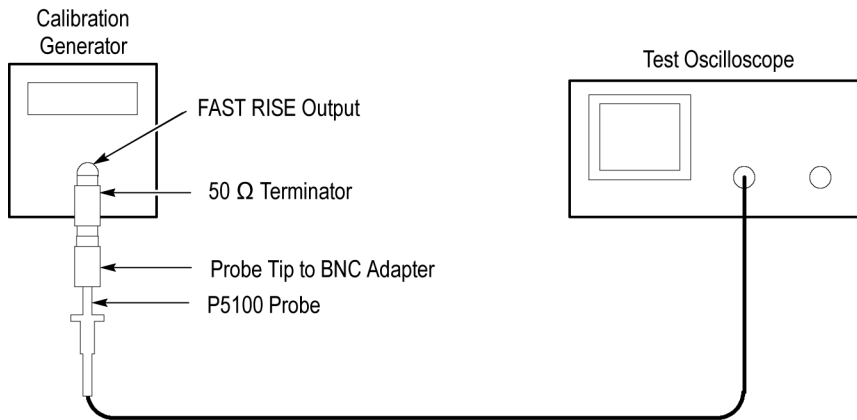 Calibration
Generator
Test Oscilloscope
FAST RISE Output
50 Ω Terminator
Probe Tip to BNC Adapter
P5100 Probe